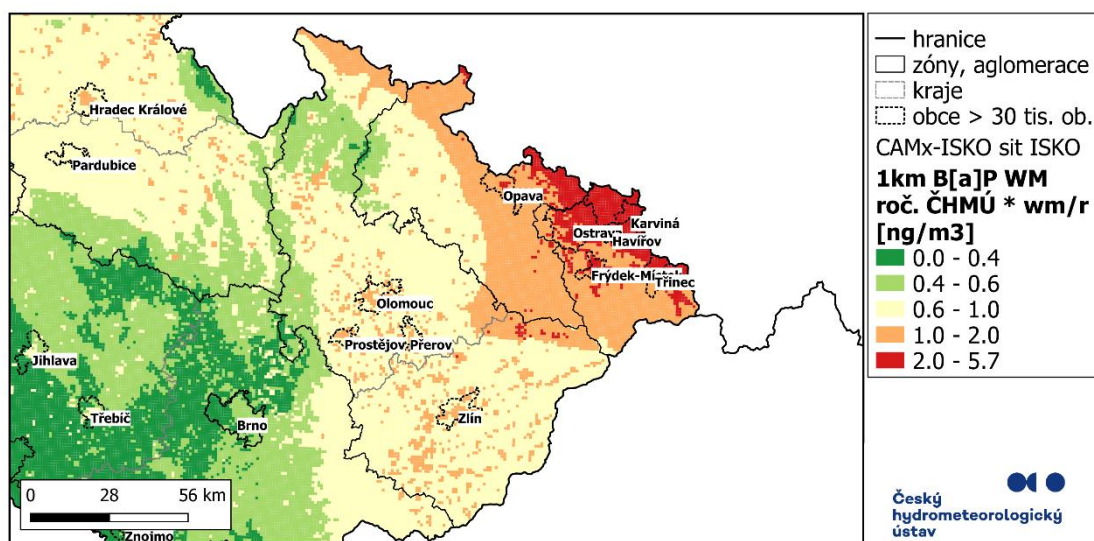 Hradec Králové
Pardubice
Opava
Karviná
Ostrava
Havířov
Frýdek-Místek
Třinec
Olomouc
Prostějov
Přerov
Jihlava
Třebíč
Brno
Zlín
Znojmo
0 28 56 km
hranice
zóny, aglomerace
kraje
obce > 30 tis. ob.
CAMx-ISKO sit ISKO
1km B[a]P WM
roč. ČHMÚ * wm/r
[ng/m3]
0.0 - 0.4
0.4 - 0.6
0.6 - 1.0
1.0 - 2.0
2.0 - 5.7
Český
hydrometeorologický
ústav